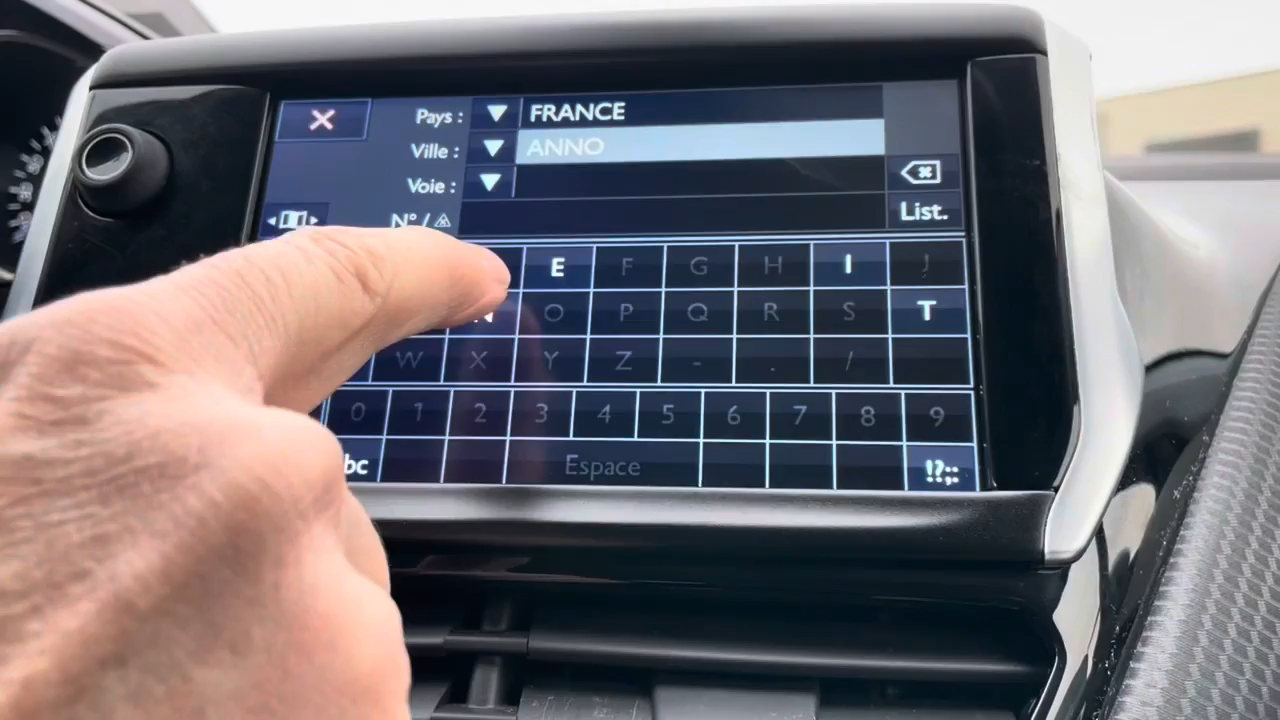 Pays : FRANCE
Ville : ANNO
Voie :
N° /
List.
E F G H I J
N O P Q R S T
W X Y Z - . /
0 1 2 3 4 5 6 7 8 9
bc Espace !?;: